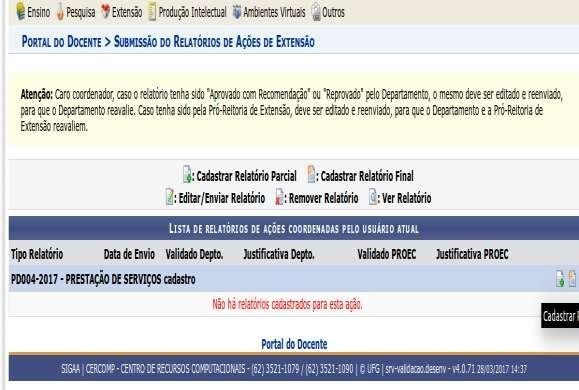 Ensino Pesquisa Extensão Produção Intelectual Ambientes Virtuais Outros
PORTAL DO DOCENTE > SUBMISSÃO DO RELATÓRIOS DE AÇÕES DE EXTENSÃO
Atenção: Caro coordenador, caso o relatório tenha sido "Aprovado com Recomendação" ou "Reprovado" pelo Departamento, o mesmo deve ser editado e reenviado,
para que o Departamento reavalie. Caso tenha sido pela Pró-Reitoria de Extensão, deve ser editado e reenviado, para que o Departamento e a Pró-Reitoria de
Extensão reavaliem.
: Cadastrar Relatório Parcial : Cadastrar Relatório Final
: Editar/Enviar Relatório : Remover Relatório : Ver Relatório
LISTA DE RELATÓRIOS DE AÇÕES COORDENADAS PELO USUÁRIO ATUAL
Tipo Relatório Data de Envio Validado Depto. Justificativa Depto. Validado PROEC Justificativa PROEC
PD004-2017 - PRESTAÇÃO DE SERVIÇOS cadastro
Não há relatórios cadastrados para esta ação.
Cadastrar
Portal do Docente
SIGAA | CERCOMP - CENTRO DE RECURSOS COMPUTACIONAIS - (62) 3521-1079 / (62) 3521-1090 | © UFG | srv-validacao.desenv - v4.0.71 28/03/2017 14:37